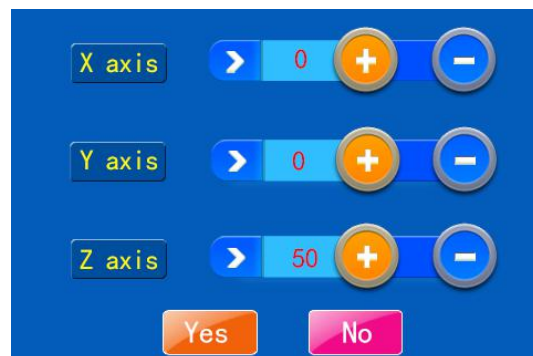 X axis 0 + -
Y axis 0 + -
Z axis 50 + -
Yes No